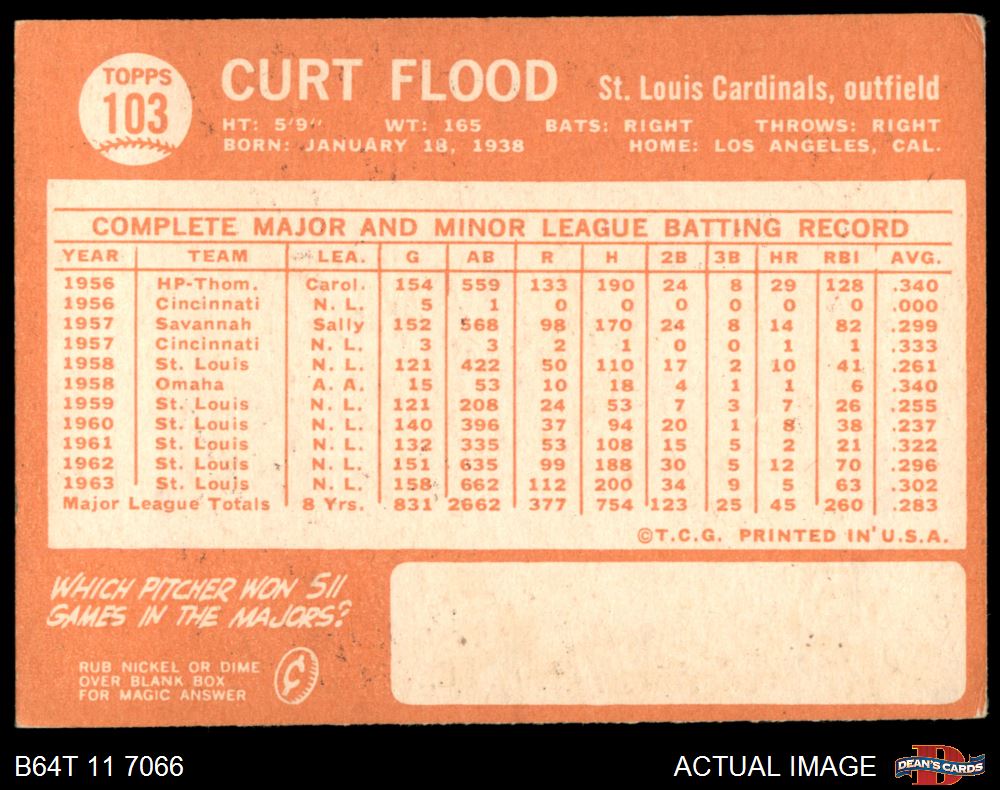 TOPPS
103
CURT FLOOD St. Louis Cardinals, outfield
HT: 5'9" WT: 165 BATS: RIGHT THROWS: RIGHT
BORN: JANUARY 18, 1938 HOME: LOS ANGELES, CAL.
COMPLETE MAJOR AND MINOR LEAGUE BATTING RECORD
YEAR TEAM LEA. G AB R H 2B 3B HR RBI AVG.
1956 HP-Thom. Carol. 154 559 133 190 24 8 29 128 .340
1956 Cincinnati N. L. 5 1 0 0 0 0 0 0 .000
1957 Savannah Sally 152 568 98 170 24 8 14 82 .299
1957 Cincinnati N. L. 3 3 2 1 0 0 1 1 .333
1958 St. Louis N. L. 121 422 50 110 17 2 10 41 .261
1958 Omaha A. A. 15 53 10 18 4 1 1 6 .340
1959 St. Louis N. L. 121 208 24 53 7 3 7 26 .255
1960 St. Louis N. L. 140 396 37 94 20 1 8 38 .237
1961 St. Louis N. L. 132 335 53 108 15 5 2 21 .322
1962 St. Louis N. L. 151 635 99 188 30 5 12 70 .296
1963 St. Louis N. L. 158 662 112 200 34 9 5 63 .302
Major League Totals 8 Yrs. 831 2662 377 754 123 25 45 260 .283
©T.C.G. PRINTED IN U.S.A.
WHICH PITCHER WON 511
GAMES IN THE MAJORS?
RUB NICKEL OR DIME
OVER BLANK BOX
FOR MAGIC ANSWER
¢
B64T 11 7066 ACTUAL IMAGE
D
DEAN'S CARDS